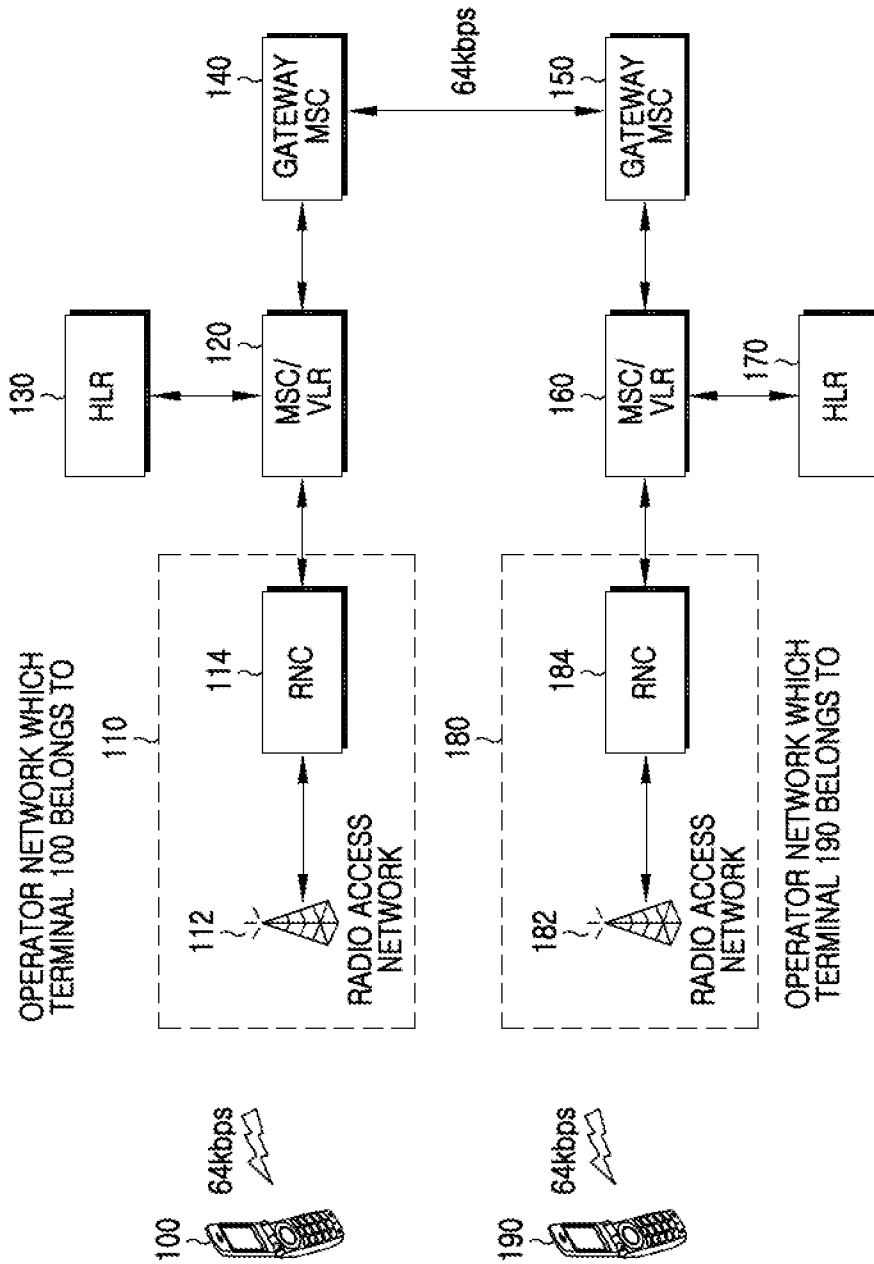 OPERATOR NETWORK WHICH
TERMINAL 100 BELONGS TO
130
HLR
110
100
64kbps
112
RADIO ACCESS
NETWORK
114
RNC
120
MSC/
VLR
140
GATEWAY
MSC
64kbps
180
190
64kbps
182
RADIO ACCESS
NETWORK
184
RNC
160
MSC/
VLR
150
GATEWAY
MSC
170
HLR
OPERATOR NETWORK WHICH
TERMINAL 190 BELONGS TO